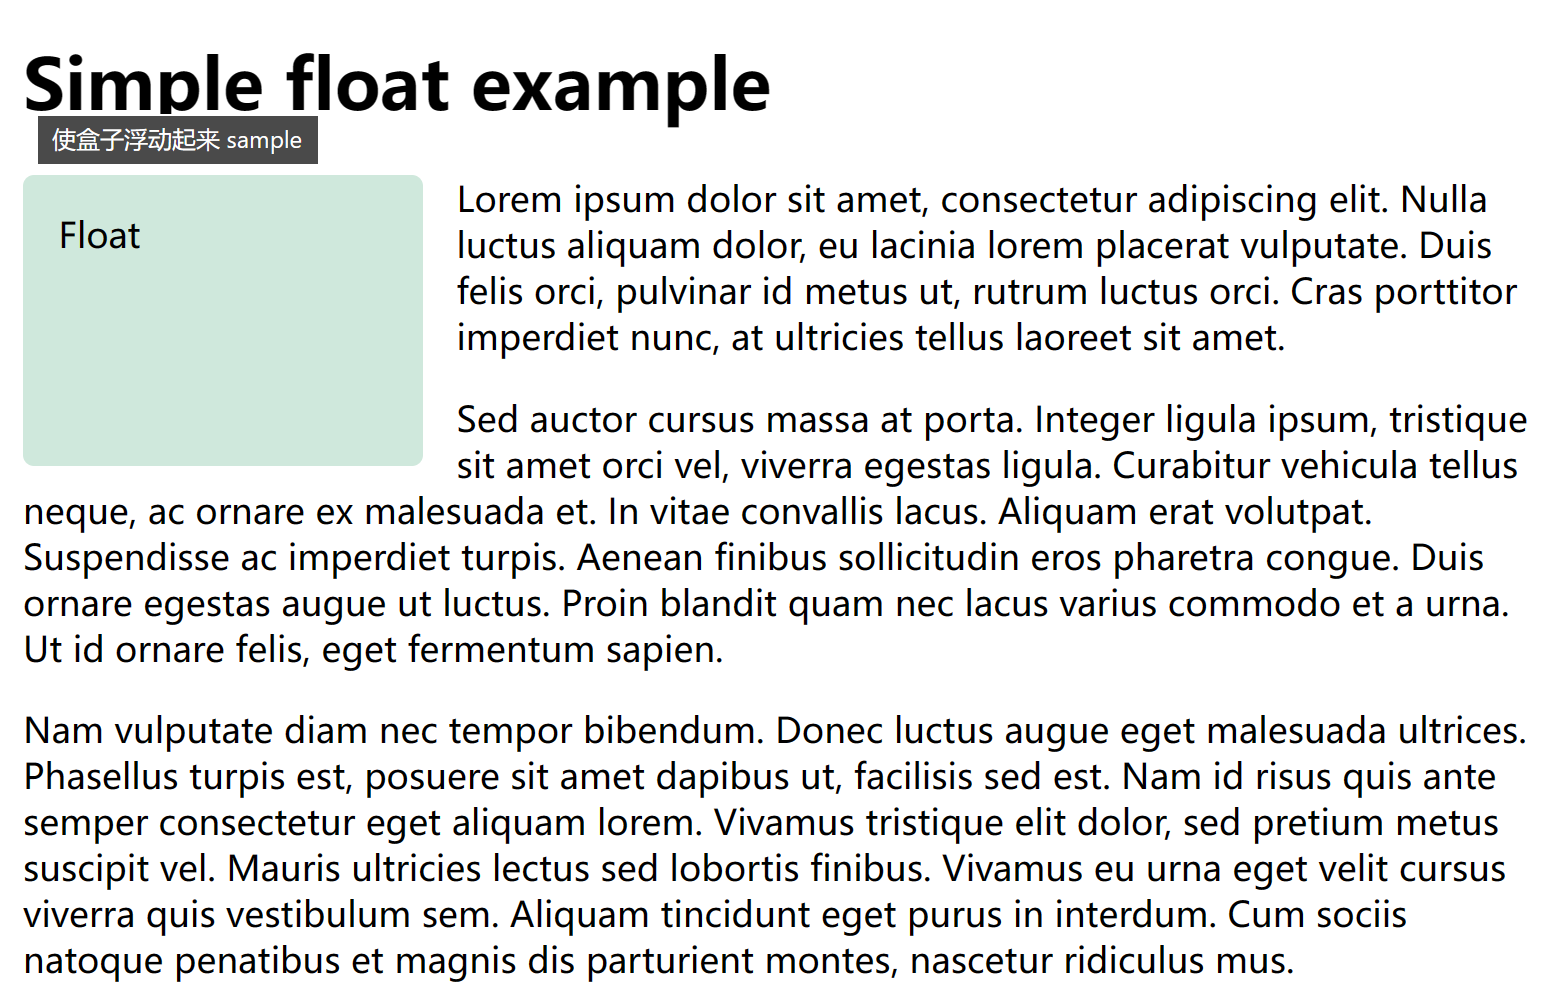 Simple float example
使盒子浮动起来 sample
Float
Lorem ipsum dolor sit amet, consectetur adipiscing elit. Nulla
luctus aliquam dolor, eu lacinia lorem placerat vulputate. Duis
felis orci, pulvinar id metus ut, rutrum luctus orci. Cras porttitor
imperdiet nunc, at ultricies tellus laoreet sit amet.
Sed auctor cursus massa at porta. Integer ligula ipsum, tristique
sit amet orci vel, viverra egestas ligula. Curabitur vehicula tellus
neque, ac ornare ex malesuada et. In vitae convallis lacus. Aliquam erat volutpat.
Suspendisse ac imperdiet turpis. Aenean finibus sollicitudin eros pharetra congue. Duis
ornare egestas augue ut luctus. Proin blandit quam nec lacus varius commodo et a urna.
Ut id ornare felis, eget fermentum sapien.
Nam vulputate diam nec tempor bibendum. Donec luctus augue eget malesuada ultrices.
Phasellus turpis est, posuere sit amet dapibus ut, facilisis sed est. Nam id risus quis ante
semper consectetur eget aliquam lorem. Vivamus tristique elit dolor, sed pretium metus
suscipit vel. Mauris ultricies lectus sed lobortis finibus. Vivamus eu urna eget velit cursus
viverra quis vestibulum sem. Aliquam tincidunt eget purus in interdum. Cum sociis
natoque penatibus et magnis dis parturient montes, nascetur ridiculus mus.